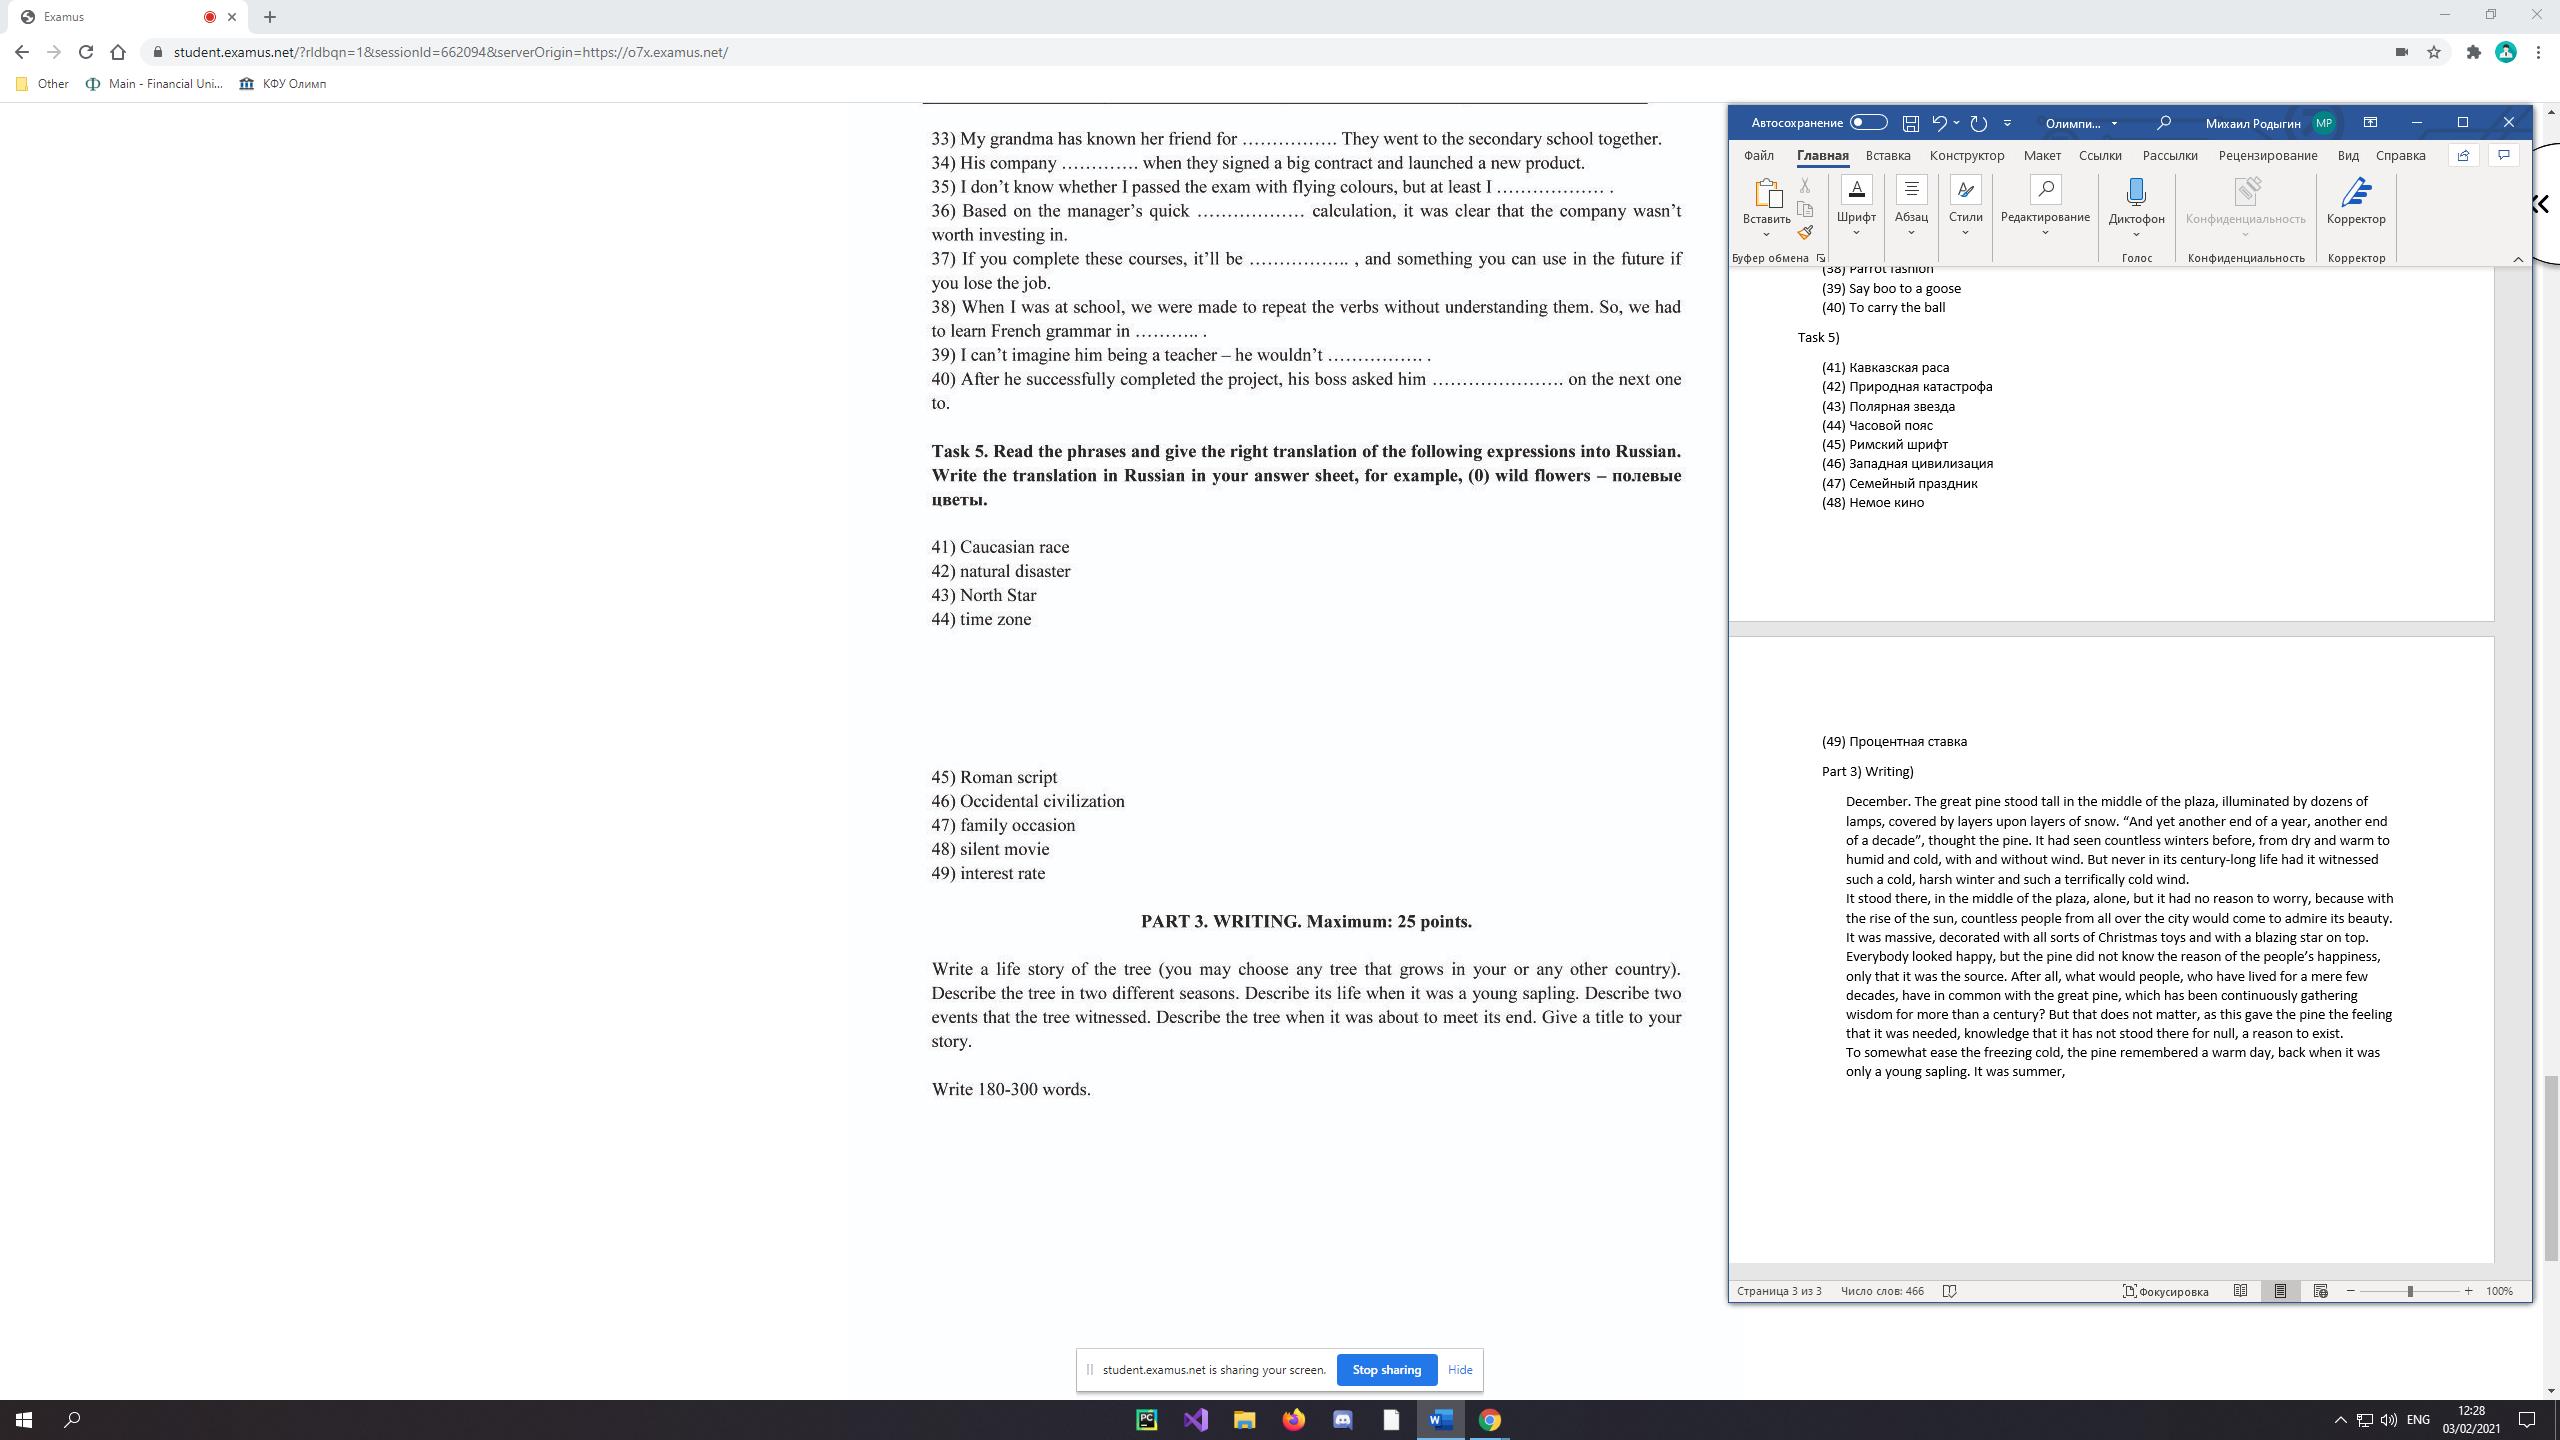 Examus
student.examus.net/?rldbqn=1&sessionId=662094&serverOrigin=https://o7x.examus.net/
Other
Main - Financial Uni...
КФУ Олимп
33) My grandma has known her friend for ……………. They went to the secondary school together.
34) His company …………. when they signed a big contract and launched a new product.
35) I don’t know whether I passed the exam with flying colours, but at least I ……………… .
36) Based on the manager’s quick ……………… calculation, it was clear that the company wasn’t
worth investing in.
37) If you complete these courses, it’ll be …………….. , and something you can use in the future if
you lose the job.
38) When I was at school, we were made to repeat the verbs without understanding them. So, we had
to learn French grammar in ……….. .
39) I can’t imagine him being a teacher – he wouldn’t ……………. .
40) After he successfully completed the project, his boss asked him …………………. on the next one
to.
Task 5. Read the phrases and give the right translation of the following expressions into Russian.
Write the translation in Russian in your answer sheet, for example, (0) wild flowers – полевые
цветы.
41) Caucasian race
42) natural disaster
43) North Star
44) time zone
45) Roman script
46) Occidental civilization
47) family occasion
48) silent movie
49) interest rate
PART 3. WRITING. Maximum: 25 points.
Write a life story of the tree (you may choose any tree that grows in your or any other country).
Describe the tree in two different seasons. Describe its life when it was a young sapling. Describe two
events that the tree witnessed. Describe the tree when it was about to meet its end. Give a title to your
story.
Write 180-300 words.
Автосохранение
Олимпи...
Михаил Родыгин
МР
Файл Главная Вставка Конструктор Макет Ссылки Рассылки Рецензирование Вид Справка
Вставить
Шрифт
Абзац
Стили
Редактирование
Диктофон
Конфиденциальность
Корректор
Буфер обмена
Голос
Конфиденциальность
Корректор
(38) Parrot fashion
(39) Say boo to a goose
(40) To carry the ball
Task 5)
(41) Кавказская раса
(42) Природная катастрофа
(43) Полярная звезда
(44) Часовой пояс
(45) Римский шрифт
(46) Западная цивилизация
(47) Семейный праздник
(48) Немое кино
(49) Процентная ставка
Part 3) Writing)
December. The great pine stood tall in the middle of the plaza, illuminated by dozens of
lamps, covered by layers upon layers of snow. “And yet another end of a year, another end
of a decade”, thought the pine. It had seen countless winters before, from dry and warm to
humid and cold, with and without wind. But never in its century-long life had it witnessed
such a cold, harsh winter and such a terrifically cold wind.
It stood there, in the middle of the plaza, alone, but it had no reason to worry, because with
the rise of the sun, countless people from all over the city would come to admire its beauty.
It was massive, decorated with all sorts of Christmas toys and with a blazing star on top.
Everybody looked happy, but the pine did not know the reason of the people’s happiness,
only that it was the source. After all, what would people, who have lived for a mere few
decades, have in common with the great pine, which has been continuously gathering
wisdom for more than a century? But that does not matter, as this gave the pine the feeling
that it was needed, knowledge that it has not stood there for null, a reason to exist.
To somewhat ease the freezing cold, the pine remembered a warm day, back when it was
only a young sapling. It was summer,
Страница 3 из 3
Число слов: 466
Фокусировка
100%
student.examus.net is sharing your screen.
Stop sharing
Hide
PC
W
ENG
12:28
03/02/2021